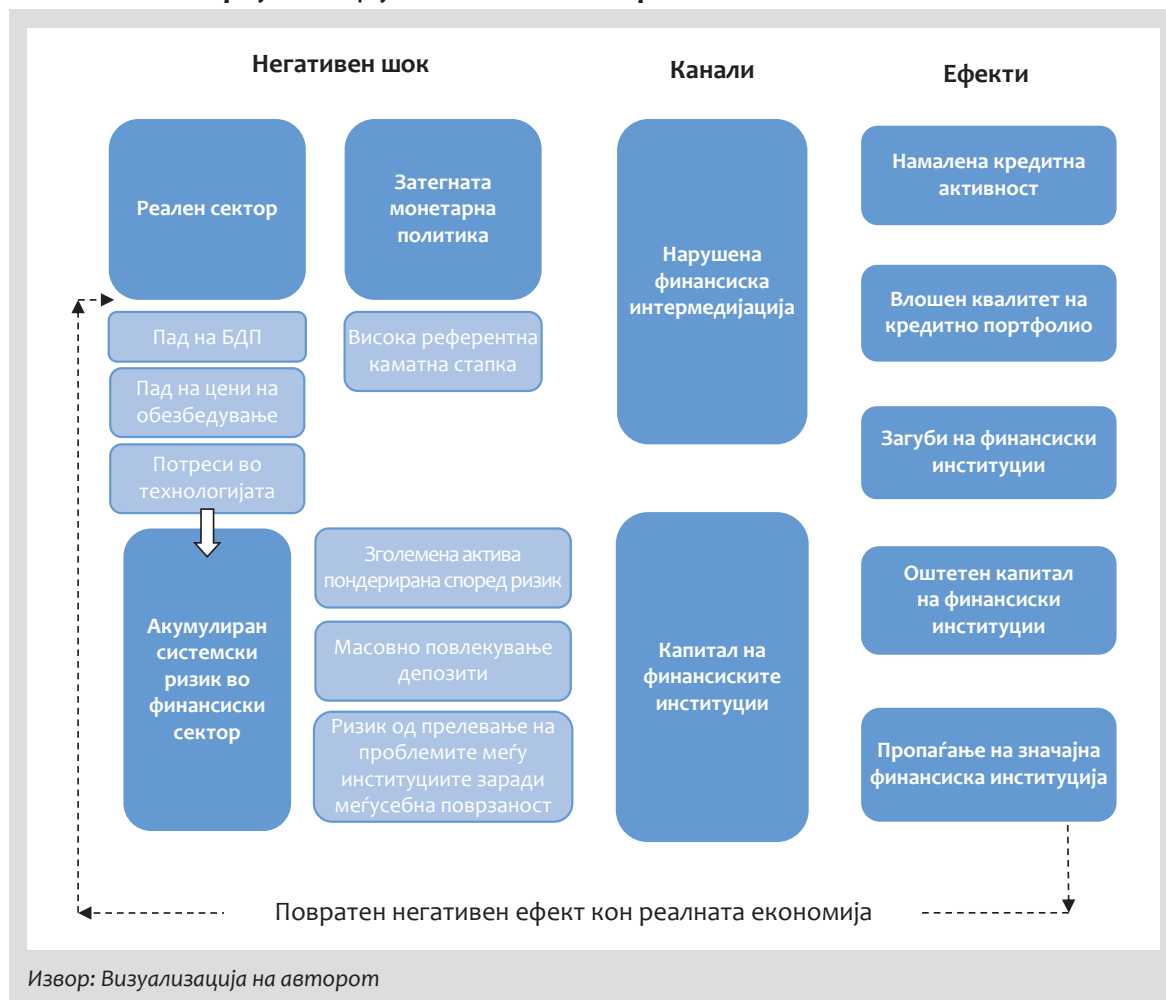 Негативен шок
Канали
Ефекти
Реален сектор
Пад на БДП
Пад на цени на
обезбедување
Потреси во
технологијата
Затегната
монетарна
политика
Висока референтна
каматна стапка
Акумулиран
системски
ризик во
финансиски
сектор
Зголемена актива
пондерирана според ризик
Масовно повлекување
депозити
Ризик од прелевање на
проблемите меѓу
институциите заради
меѓусебна поврзаност
Нарушена
финансиска
интермедијација
Капитал на
финансиските
институции
Намалена кредитна
активност
Влошен квалитет на
кредитно портфолио
Загуби на финансиски
институции
Оштетен капитал
на финансиски
институции
Пропаѓање на значајна
финансиска институција
Повратен негативен ефект кон реалната економија
Извор: Визуализација на авторот